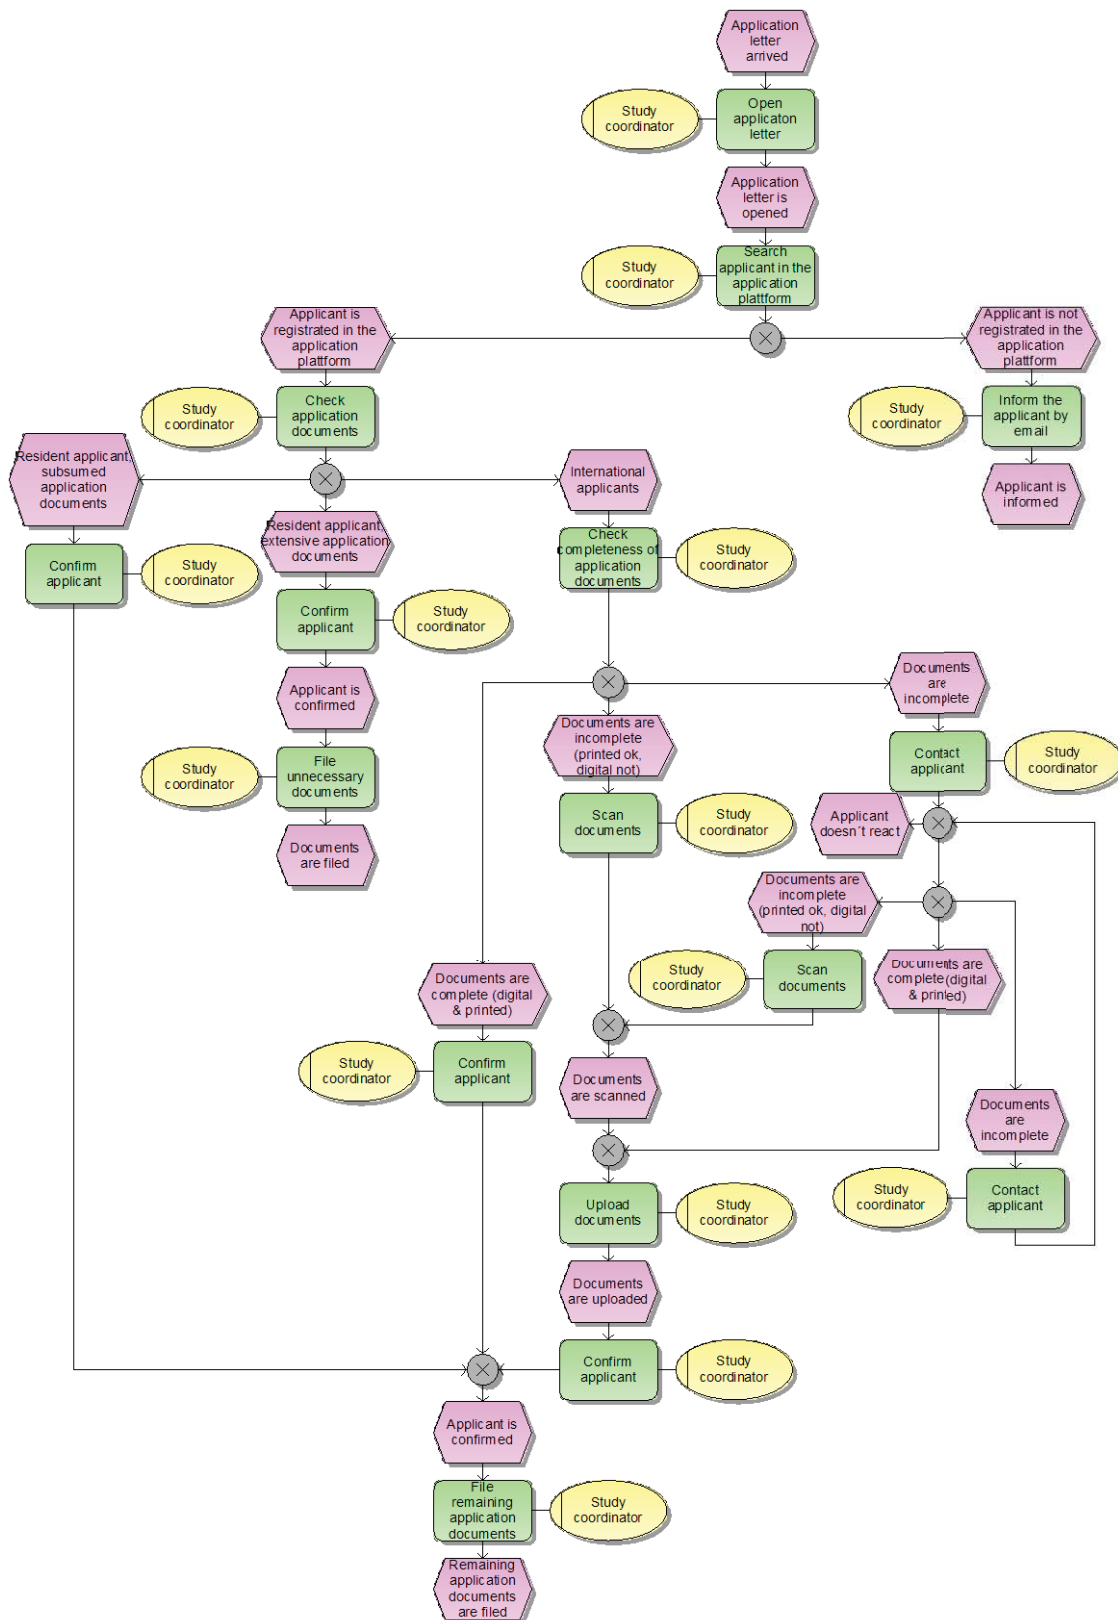 Application
letter
arrived
Study
coordinator
Open
applicaton
letter
Application
letter is
opened
Study
coordinator
Search
applicant in the
application
plattform
Applicant is
registrated in the
application
plattform
Applicant is not
registrated in the
application
plattform
Study
coordinator
Check
application
documents
Study
coordinator
Inform the
applicant by
email
Resident applicant,
subsumed
application
documents
International
applicants
Applicant is
informed
Resident applicant,
extensive application
documents
Check
completeness of
application
documents
Study
coordinator
Confirm
applicant
Study
coordinator
Confirm
applicant
Study
coordinator
Applicant is
confirmed
Documents
are
incomplete
Documents are
incomplete
(printed ok,
digital not)
Study
coordinator
File
unnecessary
documents
Contact
applicant
Study
coordinator
Scan
documents
Study
coordinator
Applicant
doesn´t react
Documents
are filed
Documents are
incomplete
(printed ok, digital
not)
Study
coordinator
Scan
documents
Documents are
complete (digital
& printed)
Documents are
complete (digital
& printed)
Study
coordinator
Confirm
applicant
Documents
are scanned
Documents
are
incomplete
Upload
documents
Study
coordinator
Study
coordinator
Contact
applicant
Documents
are uploaded
Confirm
applicant
Study
coordinator
Applicant is
confirmed
File
remaining
application
documents
Study
coordinator
Remaining
application
documents
are filed